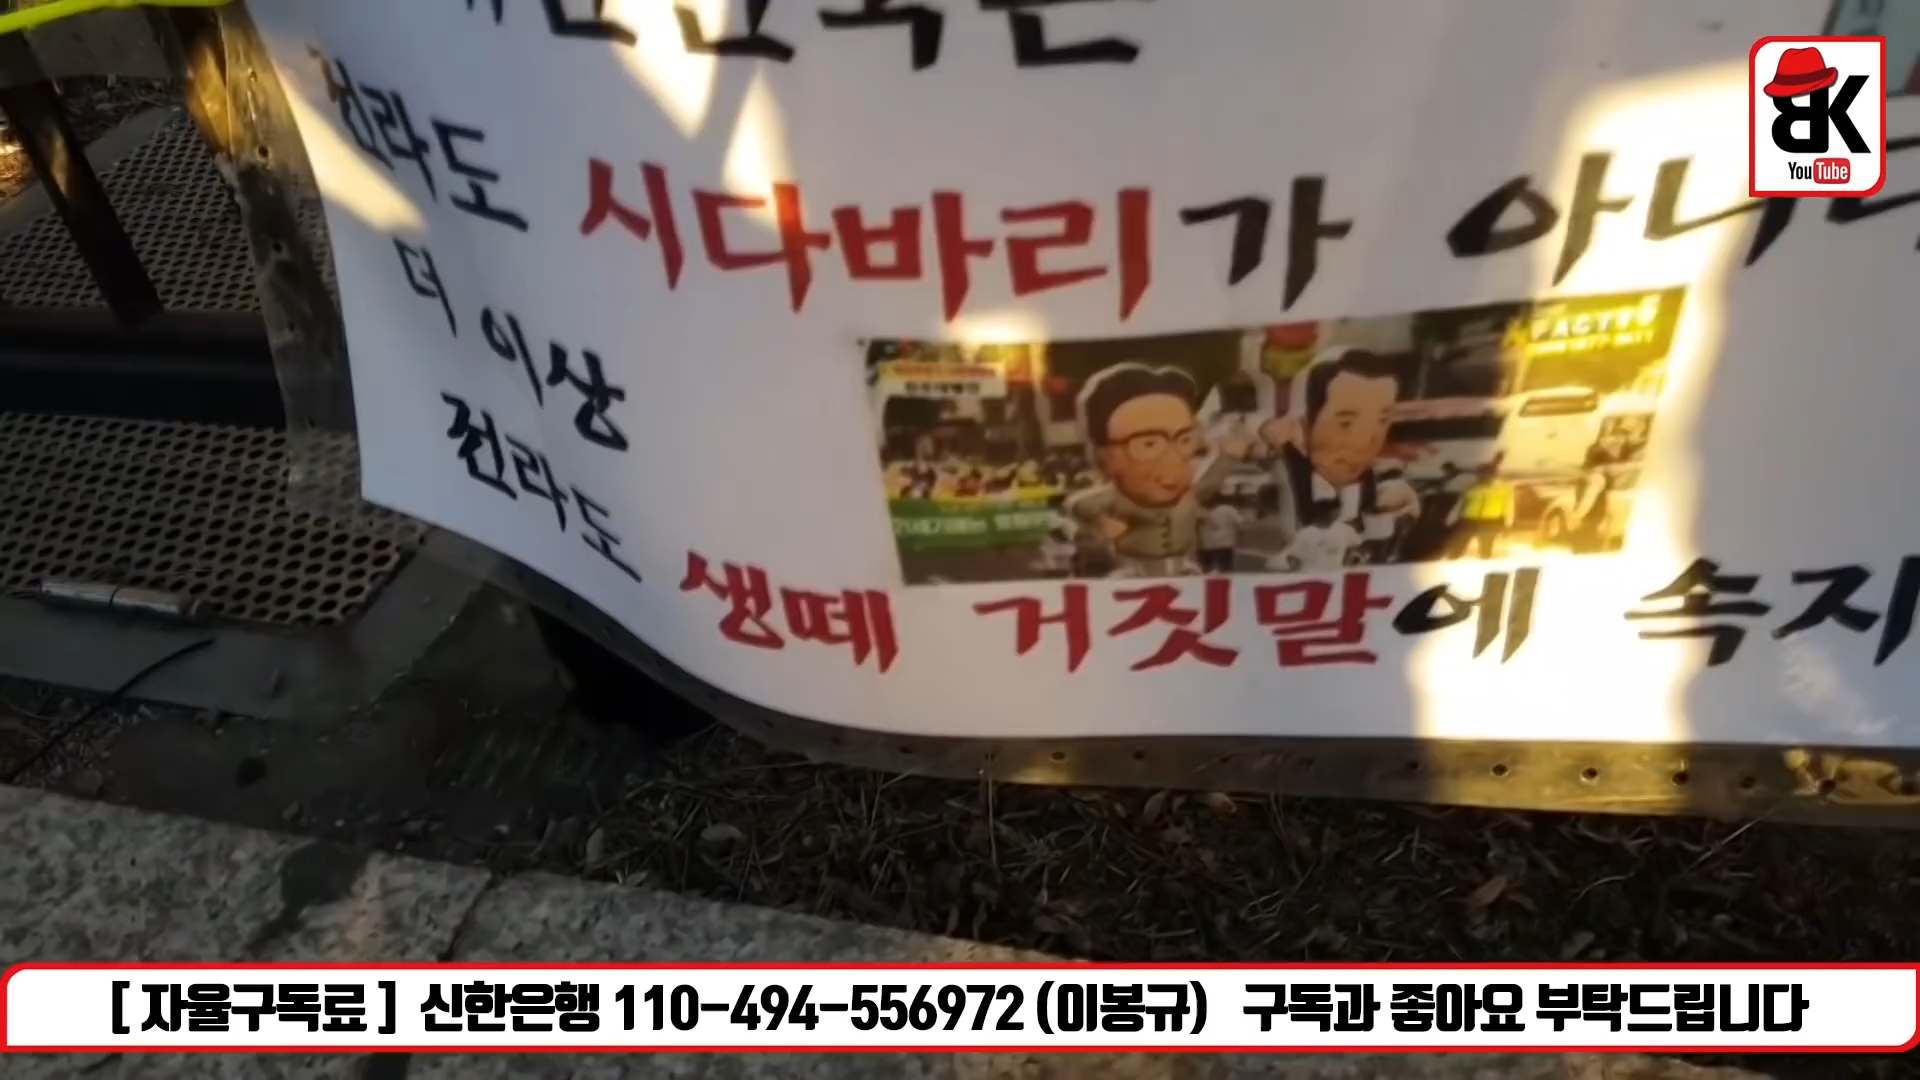 BK
YouTube
전라도 시다바리가 아니다
더 이상
전라도 생떼 거짓말에 속지
FACT
[ 자율구독료 ] 신한은행 110-494-556972 (이봉규) 구독과 좋아요 부탁드립니다